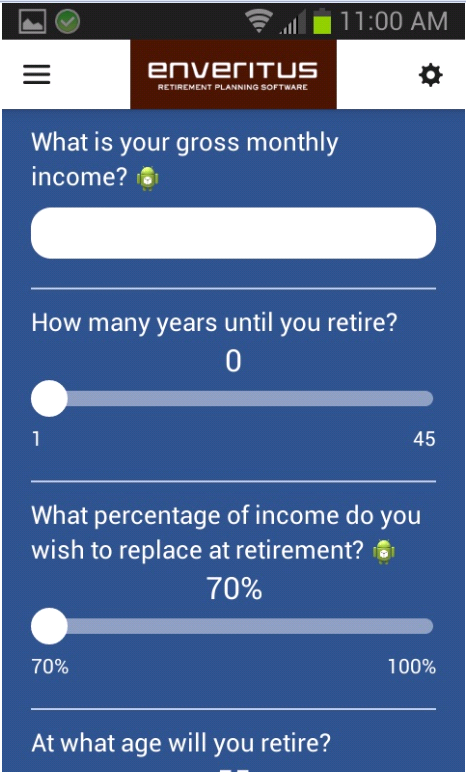 11:00 AM
enveritus
RETIREMENT PLANNING SOFTWARE
What is your gross monthly
income?
How many years until you retire?
0
1 45
What percentage of income do you
wish to replace at retirement?
70%
70% 100%
At what age will you retire?